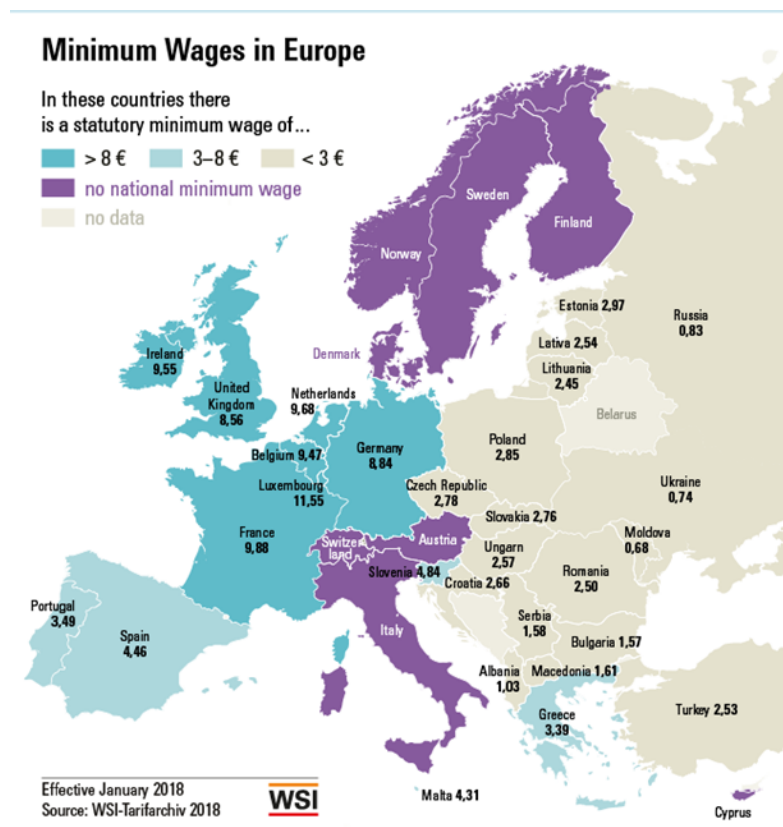 Minimum Wages in Europe
In these countries there
is a statutory minimum wage of...
> 8 €
3–8 €
< 3 €
no national minimum wage
no data
Sweden
Finland
Norway
Estonia 2,97
Russia
0,83
Lativa 2,54
Denmark
Ireland
9,55
Lithuania
2,45
United
Kingdom
8,56
Netherlands
9,68
Belarus
Poland
2,85
Germany
8,84
Belgium 9,47
Luxembourg
11,55
Czech Republic
2,78
Ukraine
0,74
Slovakia 2,76
France
9,88
Switzer-
land
Austria
Ungarn
2,57
Moldova
0,68
Slovenia 4,84
Croatia 2,66
Romania
2,50
Portugal
3,49
Spain
4,46
Italy
Serbia
1,58
Bulgaria 1,57
Albania
1,03
Macedonia 1,61
Greece
3,39
Turkey 2,53
Malta 4,31
Cyprus
Effective January 2018
Source: WSI-Tarifarchiv 2018
WSI